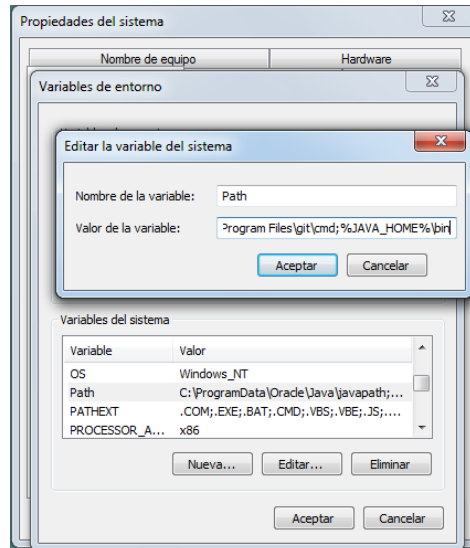 Propiedades del sistema
Nombre de equipo Hardware
Variables de entorno
Editar la variable del sistema
Nombre de la variable: Path
Valor de la variable: Program Files\git\cmd;%JAVA_HOME%\bin
Aceptar Cancelar
Variables del sistema
Variable Valor
OS Windows_NT
Path C:\ProgramData\Oracle\Java\javapath;...
PATHEXT .COM;.EXE;.BAT;.CMD;.VBS;.VBE;.JS;....
PROCESSOR_A... x86
Nueva... Editar... Eliminar
Aceptar Cancelar